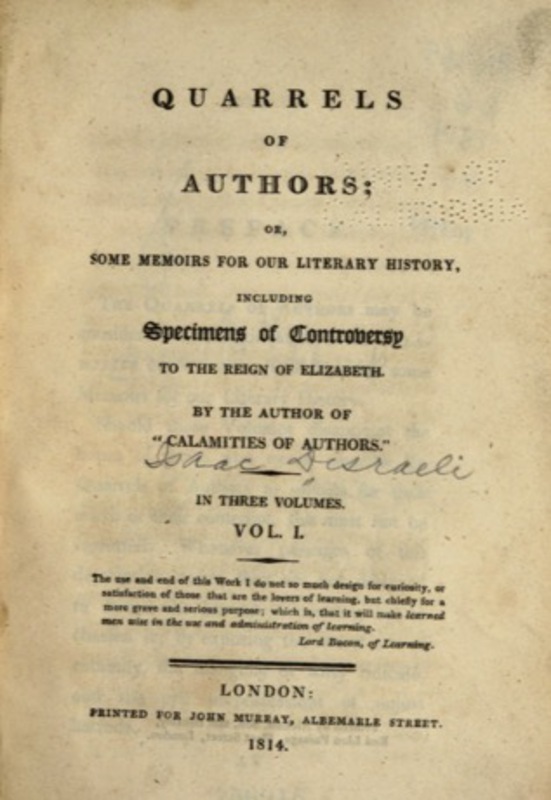 QUARRELS
OF
AUTHORS;
OR,
SOME MEMOIRS FOR OUR LITERARY HISTORY,
INCLUDING
Specimens of Controversy
TO THE REIGN OF ELIZABETH.
BY THE AUTHOR OF
"CALAMITIES OF AUTHORS."
Isaac Disraeli
IN THREE VOLUMES.
VOL. I.
The use and end of this Work I do not so much design for curiosity, or
satisfaction of those that are the lovers of learning, but chiefly for a
more grave and serious purpose; which is, that it will make learned
men wise in the use and administration of learning.
Lord Bacon, of Learning.
LONDON:
PRINTED FOR JOHN MURRAY, ALBEMARLE STREET.
1814.
UNIV. OF
CALIFORNIA